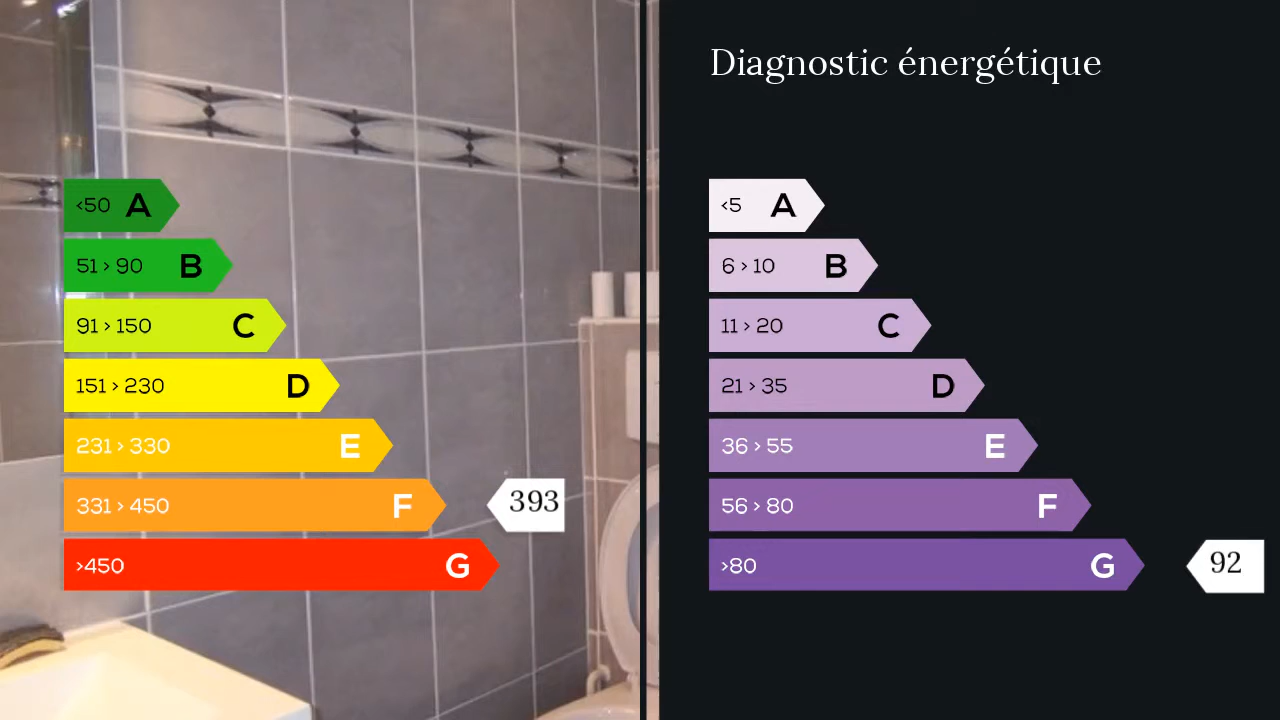 Diagnostic énergétique
<50 A
51 > 90 B
91 > 150 C
151 > 230 D
231 > 330 E
331 > 450 F
393
>450 G
<5 A
6 > 10 B
11 > 20 C
21 > 35 D
36 > 55 E
56 > 80 F
>80 G
92